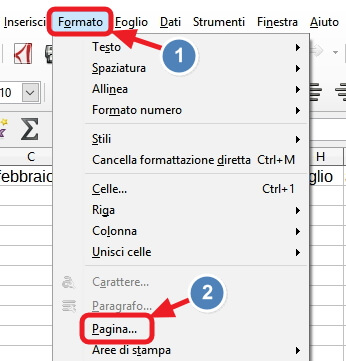 Inserisci Formato Foglio Dati Strumenti Finestra Aiuto
1
Testo
Spaziatura
10 Allinea
Formato numero
Stili
Cancella formattazione diretta Ctrl+M
C H
febbraio glio
Celle... Ctrl+1
Riga
Colonna
Unisci celle
Carattere...
Paragrafo...
2
Pagina...
Aree di stampa